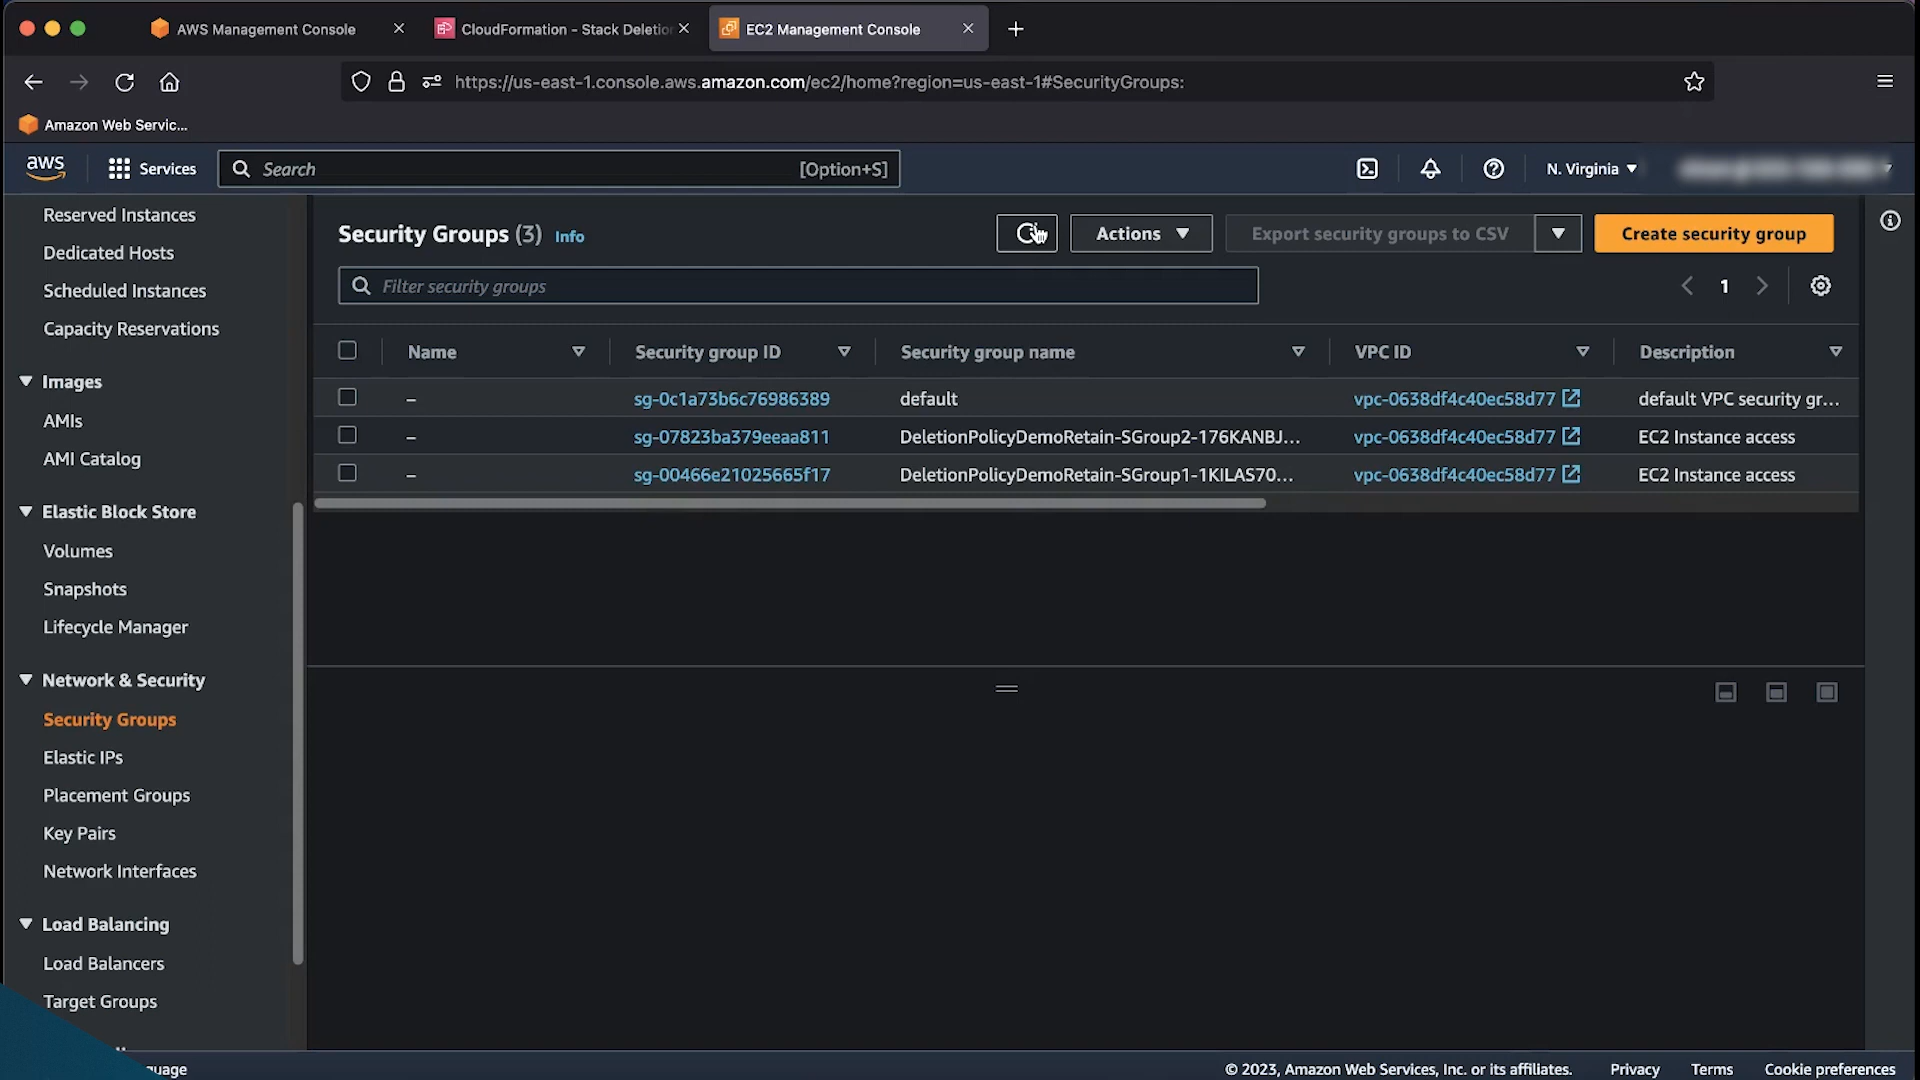 AWS Management Console
CloudFormation - Stack Deletio
EC2 Management Console
https://us-east-1.console.aws.amazon.com/ec2/home?region=us-east-1#SecurityGroups:
Amazon Web Servic...
aws
Services
Search
[Option+S]
N. Virginia
Reserved Instances
Dedicated Hosts
Scheduled Instances
Capacity Reservations
Images
AMIs
AMI Catalog
Elastic Block Store
Volumes
Snapshots
Lifecycle Manager
Network & Security
Security Groups
Elastic IPs
Placement Groups
Key Pairs
Network Interfaces
Load Balancing
Load Balancers
Target Groups
Security Groups (3) Info
Actions
Export security groups to CSV
Create security group
Filter security groups
1
Name Security group ID Security group name VPC ID Description
– sg-0c1a73b6c76986389 default vpc-0638df4c40ec58d77 default VPC security gr...
– sg-07823ba379eeaa811 DeletionPolicyDemoRetain-SGroup2-176KANBJ... vpc-0638df4c40ec58d77 EC2 Instance access
– sg-00466e21025665f17 DeletionPolicyDemoRetain-SGroup1-1KILAS70... vpc-0638df4c40ec58d77 EC2 Instance access
© 2023, Amazon Web Services, Inc. or its affiliates. Privacy Terms Cookie preferences